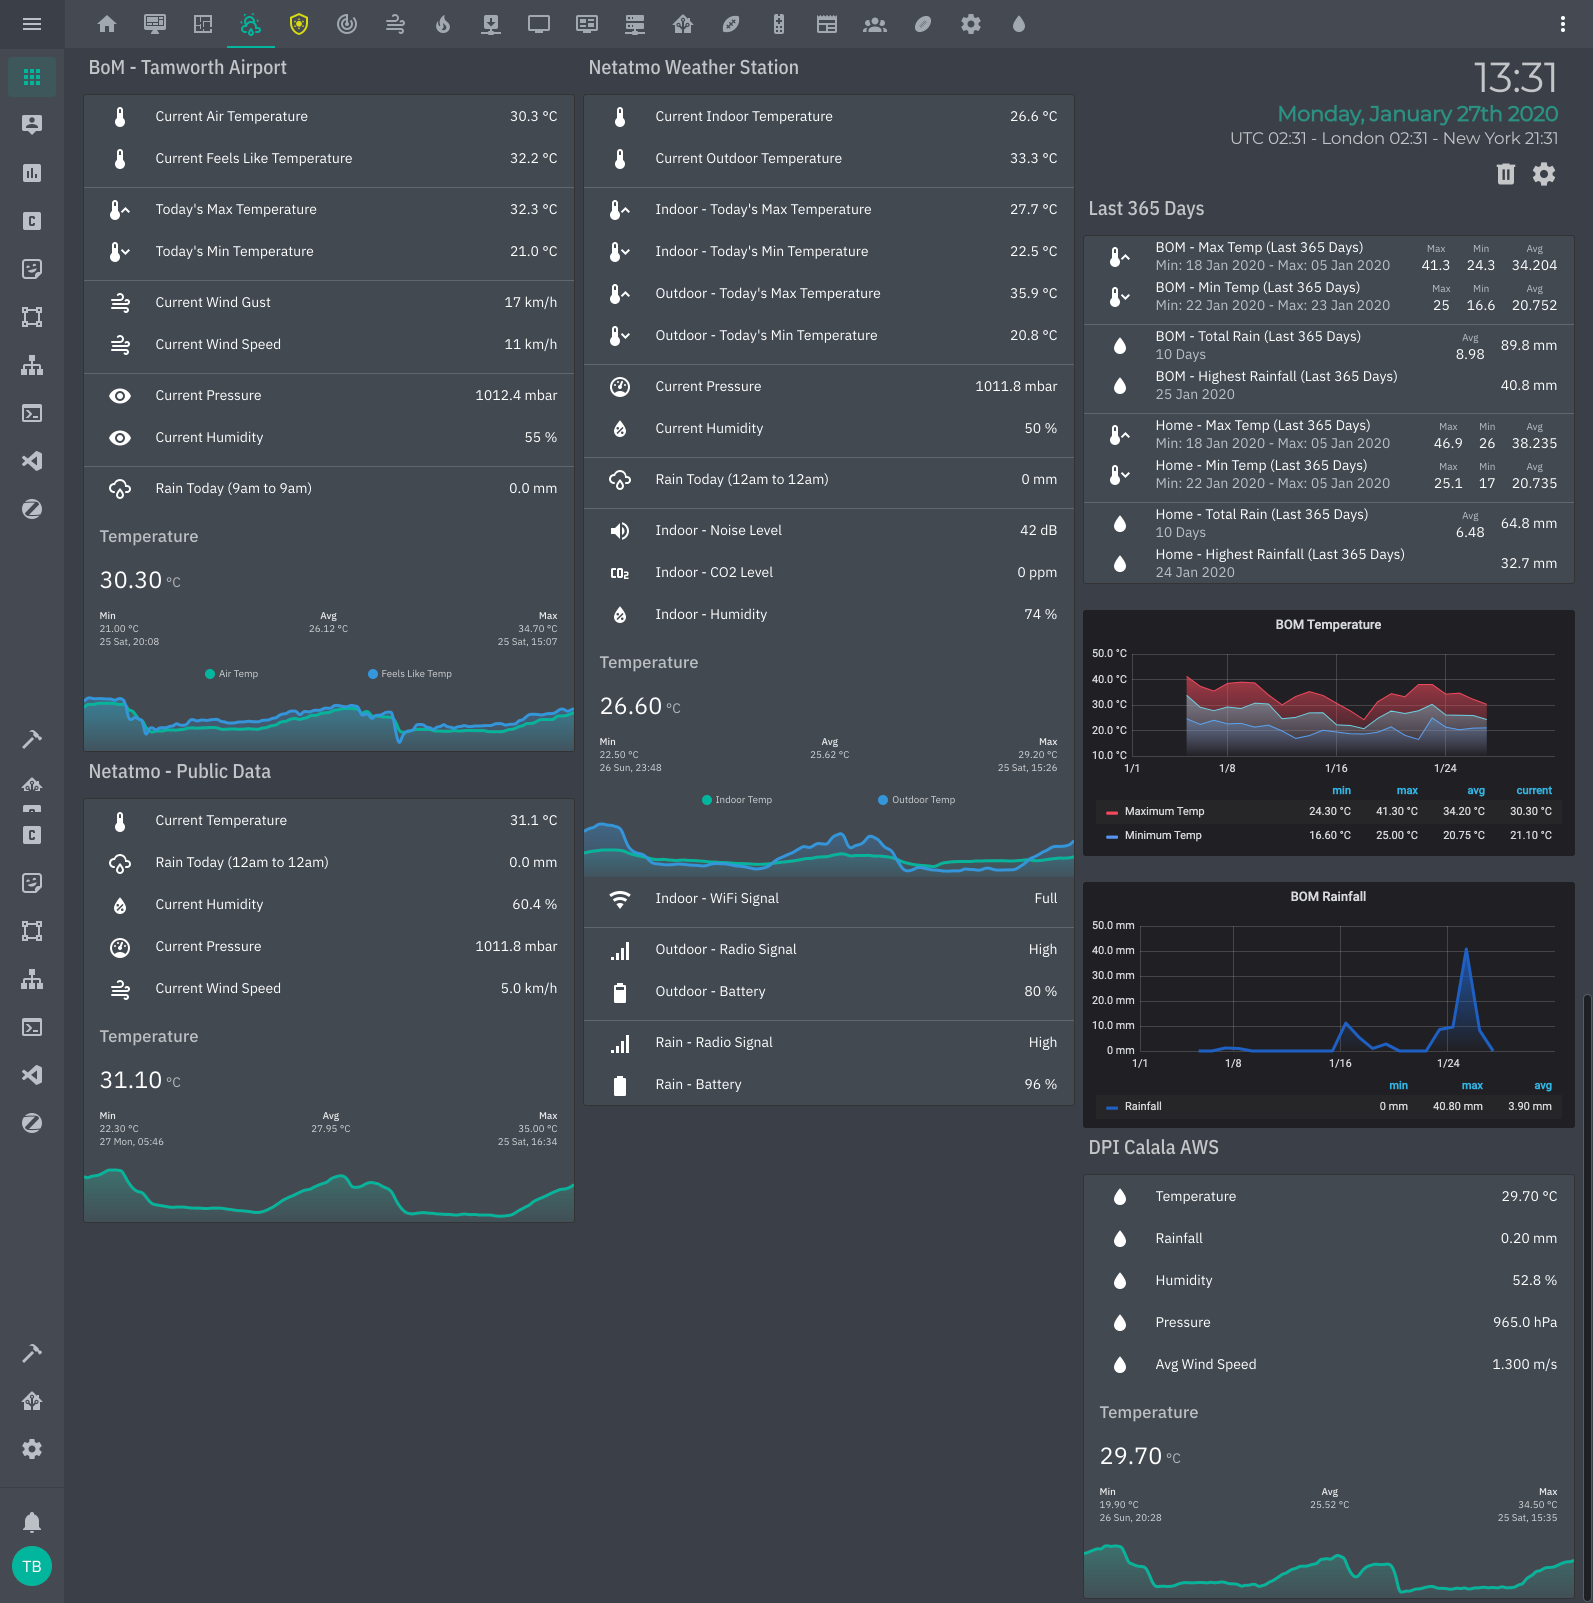 BoM - Tamworth Airport
Current Air Temperature 30.3 °C
Current Feels Like Temperature 32.2 °C
Today's Max Temperature 32.3 °C
Today's Min Temperature 21.0 °C
Current Wind Gust 17 km/h
Current Wind Speed 11 km/h
Current Pressure 1012.4 mbar
Current Humidity 55 %
Rain Today (9am to 9am) 0.0 mm
Temperature
30.30 °C
Min Avg Max
21.00 °C 26.12 °C 34.70 °C
25 Sat, 20:08 25 Sat, 15:07
Air Temp Feels Like Temp
Netatmo - Public Data
Current Temperature 31.1 °C
Rain Today (12am to 12am) 0.0 mm
Current Humidity 60.4 %
Current Pressure 1011.8 mbar
Current Wind Speed 5.0 km/h
Temperature
31.10 °C
Min Avg Max
22.30 °C 27.95 °C 35.00 °C
27 Mon, 05:46 25 Sat, 16:34
Netatmo Weather Station
Current Indoor Temperature 26.6 °C
Current Outdoor Temperature 33.3 °C
Indoor - Today's Max Temperature 27.7 °C
Indoor - Today's Min Temperature 22.5 °C
Outdoor - Today's Max Temperature 35.9 °C
Outdoor - Today's Min Temperature 20.8 °C
Current Pressure 1011.8 mbar
Current Humidity 50 %
Rain Today (12am to 12am) 0 mm
Indoor - Noise Level 42 dB
CO2 Indoor - CO2 Level 0 ppm
Indoor - Humidity 74 %
Temperature
26.60 °C
Min Avg Max
22.50 °C 25.62 °C 29.20 °C
26 Sun, 23:48 25 Sat, 15:26
Indoor Temp Outdoor Temp
Indoor - WiFi Signal Full
Outdoor - Radio Signal High
Outdoor - Battery 80 %
Rain - Radio Signal High
Rain - Battery 96 %
13:31
Monday, January 27th 2020
UTC 02:31 - London 02:31 - New York 21:31
Last 365 Days
BOM - Max Temp (Last 365 Days) Max Min Avg
Min: 18 Jan 2020 - Max: 05 Jan 2020 41.3 24.3 34.204
BOM - Min Temp (Last 365 Days) Max Min Avg
Min: 22 Jan 2020 - Max: 23 Jan 2020 25 16.6 20.752
BOM - Total Rain (Last 365 Days) Avg 89.8 mm
10 Days 8.98
BOM - Highest Rainfall (Last 365 Days) 40.8 mm
25 Jan 2020
Home - Max Temp (Last 365 Days) Max Min Avg
Min: 18 Jan 2020 - Max: 05 Jan 2020 46.9 26 38.235
Home - Min Temp (Last 365 Days) Max Min Avg
Min: 22 Jan 2020 - Max: 05 Jan 2020 25.1 17 20.735
Home - Total Rain (Last 365 Days) Avg 64.8 mm
10 Days 6.48
Home - Highest Rainfall (Last 365 Days) 32.7 mm
24 Jan 2020
BOM Temperature
50.0 °C
40.0 °C
30.0 °C
20.0 °C
10.0 °C
1/1 1/8 1/16 1/24
min max avg current
Maximum Temp 24.30 °C 41.30 °C 34.20 °C 30.30 °C
Minimum Temp 16.60 °C 25.00 °C 20.75 °C 21.10 °C
BOM Rainfall
50.0 mm
40.0 mm
30.0 mm
20.0 mm
10.0 mm
0 mm
1/1 1/8 1/16 1/24
min max avg
Rainfall 0 mm 40.80 mm 3.90 mm
DPI Calala AWS
Temperature 29.70 °C
Rainfall 0.20 mm
Humidity 52.8 %
Pressure 965.0 hPa
Avg Wind Speed 1.300 m/s
Temperature
29.70 °C
Min Avg Max
19.90 °C 25.52 °C 34.50 °C
26 Sun, 20:28 25 Sat, 15:35
C
C
TB